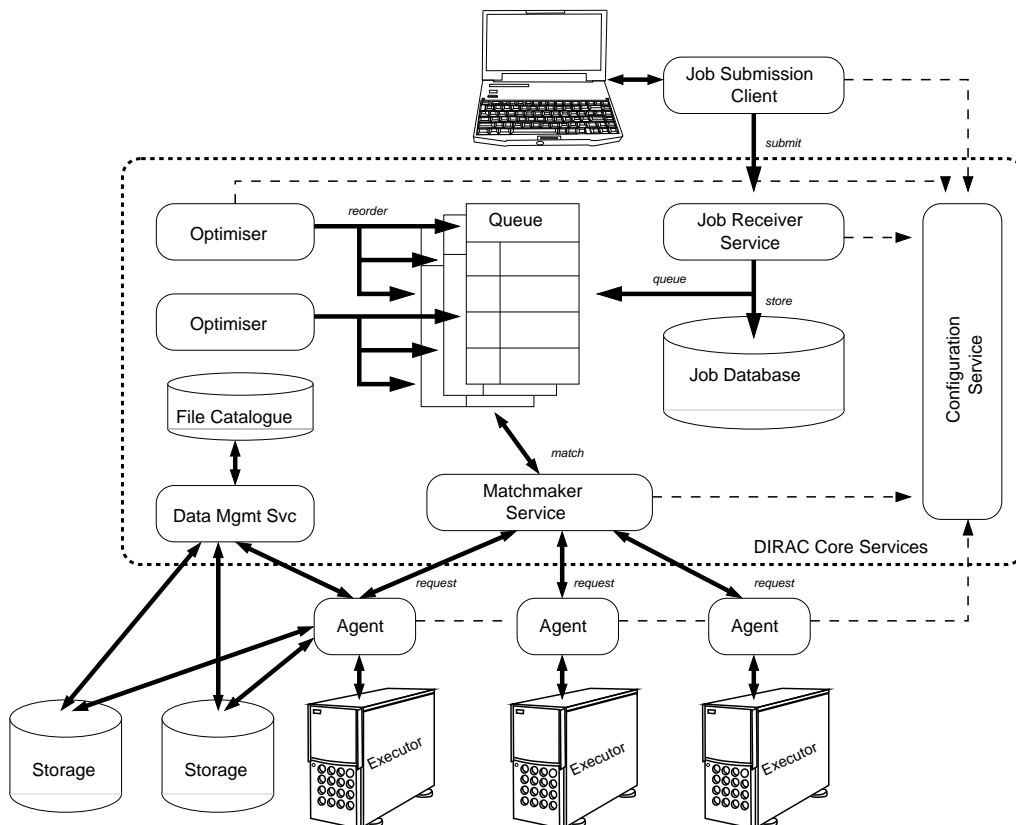 Job Submission
Client
submit
Optimiser
reorder
Queue
Job Receiver
Service
queue
store
Optimiser
Job Database
Configuration
Service
File Catalogue
match
Matchmaker
Service
Data Mgmt Svc
DIRAC Core Services
request
request
request
Agent
Agent
Agent
Storage
Storage
Executor
Executor
Executor